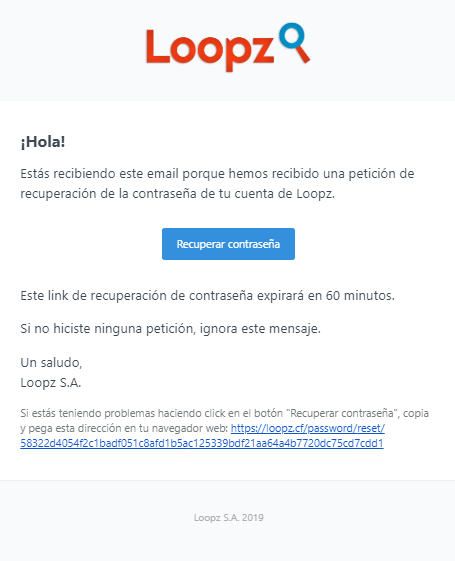 Loopz
¡Hola!
Estás recibiendo este email porque hemos recibido una petición de
recuperación de la contraseña de tu cuenta de Loopz.
Recuperar contraseña
Este link de recuperación de contraseña expirará en 60 minutos.
Si no hiciste ninguna petición, ignora este mensaje.
Un saludo,
Loopz S.A.
Si estás teniendo problemas haciendo click en el botón "Recuperar contraseña", copia
y pega esta dirección en tu navegador web: https://loopz.cf/password/reset/
58322d4054f2c1badf051c8afd1b5ac125339bdf21aa64a4b7720dc75cd7cdd1
Loopz S.A. 2019